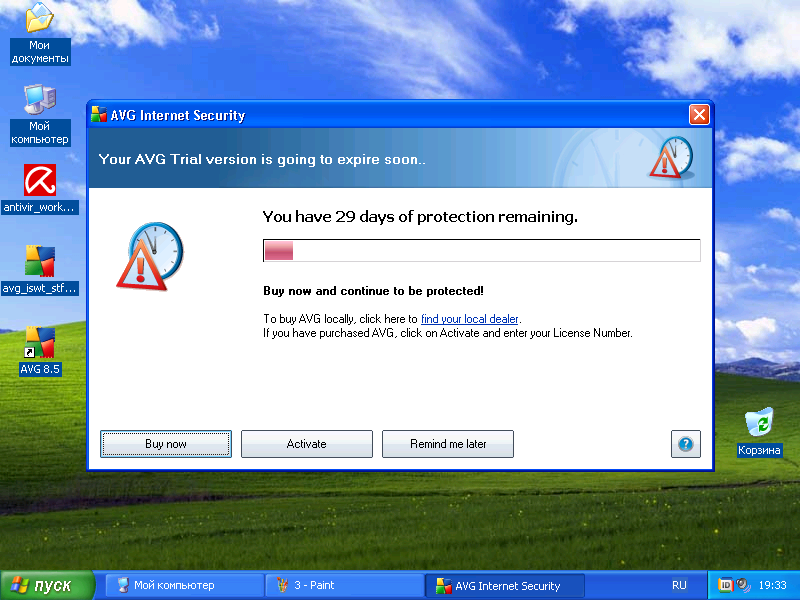 Мои
документы
Мой
компьютер
antivir_work...
avg_iswt_stf...
AVG 8.5
AVG Internet Security
Your AVG Trial version is going to expire soon..
You have 29 days of protection remaining.
Buy now and continue to be protected!
To buy AVG locally, click here to find your local dealer.
If you have purchased AVG, click on Activate and enter your License Number.
Buy now
Activate
Remind me later
?
Корзина
пуск
Мой компьютер
3 - Paint
AVG Internet Security
RU
ID
19:33